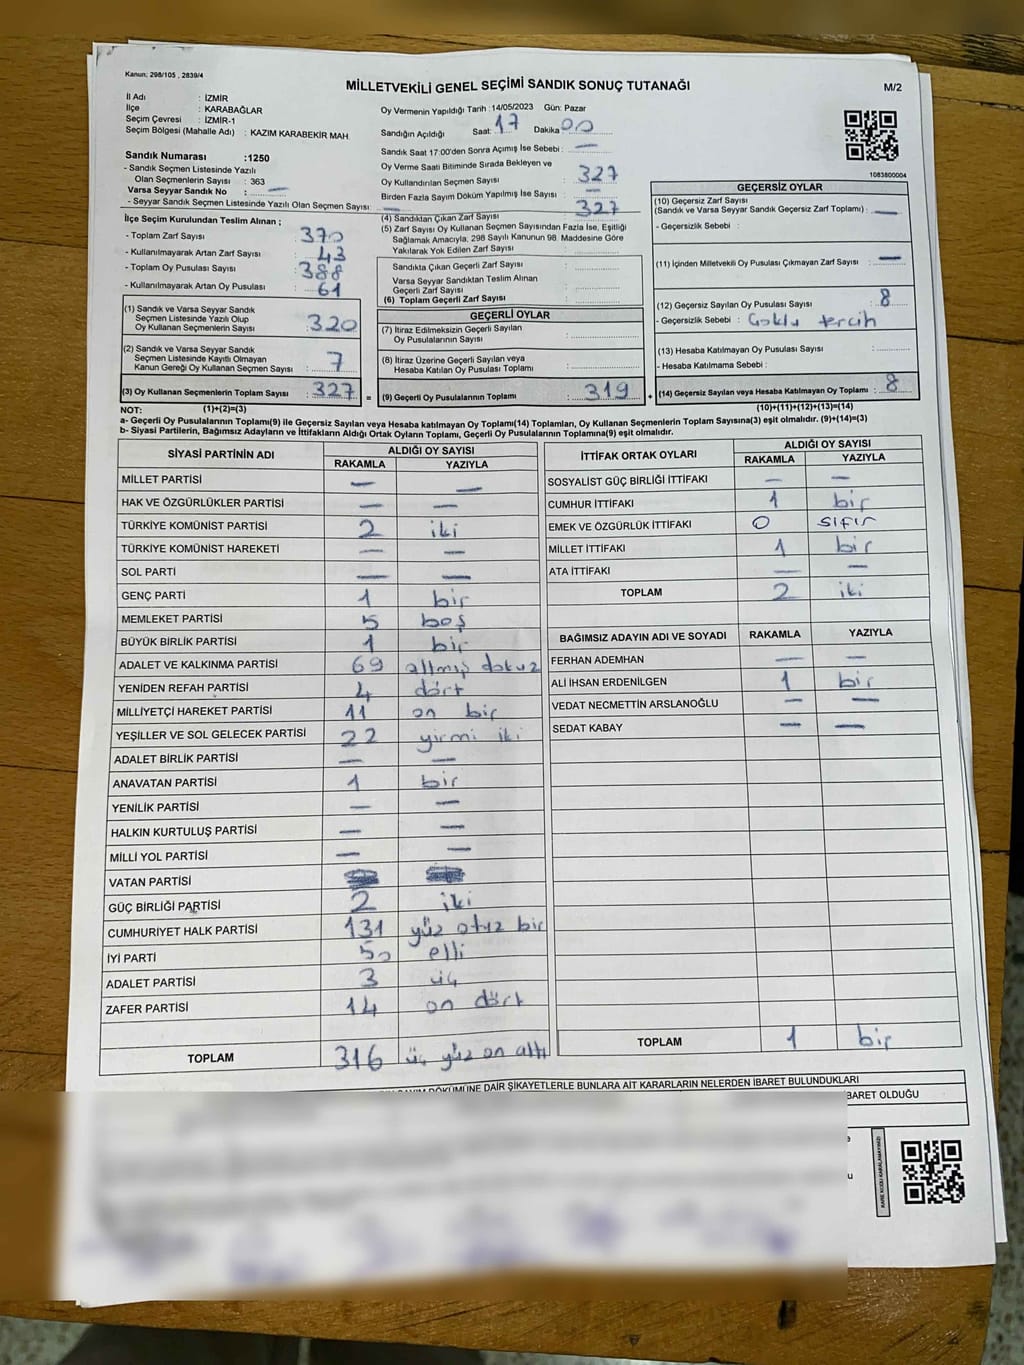 Kanun: 298/105 , 2839/4
MİLLETVEKİLİ GENEL SEÇİMİ SANDIK SONUÇ TUTANAĞI
M/2
İl Adı : İZMİR
İlçe : KARABAĞLAR
Seçim Çevresi : İZMİR-1
Seçim Bölgesi (Mahalle Adı) : KAZIM KARABEKİR MAH.
Sandık Numarası :1250
- Sandık Seçmen Listesinde Yazılı
Olan Seçmenlerin Sayısı : 363
Varsa Seyyar Sandık No : —
- Seyyar Sandık Seçmen Listesinde Yazılı Olan Seçmen Sayısı: —
Oy Vermenin Yapıldığı Tarih : 14/05/2023 Gün: Pazar
Sandığın Açıldığı Saat: 17 Dakika 00
Sandık Saat 17:00'den Sonra Açımış İse Sebebi : —
Oy Verme Saati Bitiminde Sırada Bekleyen ve
Oy Kullandırılan Seçmen Sayısı : 327
Birden Fazla Sayım Döküm Yapılmış İse Sayısı : —
1083800004
İlçe Seçim Kurulundan Teslim Alınan ;
- Toplam Zarf Sayısı : 370
- Kullanılmayarak Artan Zarf Sayısı : 43
- Toplam Oy Pusulası Sayısı : 388
- Kullanılmayarak Artan Oy Pusulası : 61
(1) Sandık ve Varsa Seyyar Sandık
Seçmen Listesinde Yazılı Olup
Oy Kullanan Seçmenlerin Sayısı : 320
(2) Sandık ve Varsa Seyyar Sandık
Seçmen Listesinde Kayıtlı Olmayan
Kanun Gereği Oy Kullanan Seçmen Sayısı : 7
(3) Oy Kullanan Seçmenlerin Toplam Sayısı : 327
(1)+(2)=(3)
(4) Sandıktan Çıkan Zarf Sayısı : 327
(5) Zarf Sayısı Oy Kullanan Seçmen Sayısından Fazla İse, Eşitliği
Sağlamak Amacıyla, 298 Sayılı Kanunun 98. Maddesine Göre
Yakılarak Yok Edilen Zarf Sayısı :
Sandıkta Çıkan Geçerli Zarf Sayısı :
Varsa Seyyar Sandıktan Teslim Alınan
Geçerli Zarf Sayısı :
(6) Toplam Geçerli Zarf Sayısı :
GEÇERLİ OYLAR
(7) İtiraz Edilmeksizin Geçerli Sayılan
Oy Pusulalarının Sayısı :
(8) İtiraz Üzerine Geçerli Sayılan veya
Hesaba Katılan Oy Pusulası Toplamı :
= (9) Geçerli Oy Pusulalarının Toplamı : 319 +
GEÇERSİZ OYLAR
(10) Geçersiz Zarf Sayısı
(Sandık ve Varsa Seyyar Sandık Geçersiz Zarf Toplamı) : —
- Geçersizlik Sebebi :
(11) İçinden Milletvekili Oy Pusulası Çıkmayan Zarf Sayısı : —
(12) Geçersiz Sayılan Oy Pusulası Sayısı : 8
- Geçersizlik Sebebi : Çoklu tercih
(13) Hesaba Katılmayan Oy Pusulası Sayısı :
- Hesaba Katılmama Sebebi :
(14) Geçersiz Sayılan veya Hesaba Katılmayan Oy Toplamı : 8
(10)+(11)+(12)+(13)=(14)
NOT:
a- Geçerli Oy Pusulalarının Toplamı(9) ile Geçersiz Sayılan veya Hesaba katılmayan Oy Toplamı(14) Toplamları, Oy Kullanan Seçmenlerin Toplam Sayısına(3) eşit olmalıdır. (9)+(14)=(3)
b- Siyasi Partilerin, Bağımsız Adayların ve İttifakların Aldığı Ortak Oyların Toplamı, Geçerli Oy Pusulalarının Toplamına(9) eşit olmalıdır.
SİYASİ PARTİNİN ADI ALDIĞI OY SAYISI
RAKAMLA YAZIYLA
MİLLET PARTİSİ — —
HAK VE ÖZGÜRLÜKLER PARTİSİ — —
TÜRKİYE KOMÜNİST PARTİSİ 2 iki
TÜRKİYE KOMÜNİST HAREKETİ — —
SOL PARTİ — —
GENÇ PARTİ 1 bir
MEMLEKET PARTİSİ 5 beş
BÜYÜK BİRLİK PARTİSİ 1 bir
ADALET VE KALKINMA PARTİSİ 69 altmış dokuz
YENİDEN REFAH PARTİSİ 4 dört
MİLLİYETÇİ HAREKET PARTİSİ 11 on bir
YEŞİLLER VE SOL GELECEK PARTİSİ 22 yirmi iki
ADALET BİRLİK PARTİSİ — —
ANAVATAN PARTİSİ 1 bir
YENİLİK PARTİSİ — —
HALKIN KURTULUŞ PARTİSİ — —
MİLLİ YOL PARTİSİ — —
VATAN PARTİSİ
GÜÇ BİRLİĞİ PARTİSİ 2 iki
CUMHURİYET HALK PARTİSİ 131 yüz otuz bir
İYİ PARTİ 50 elli
ADALET PARTİSİ 3 üç
ZAFER PARTİSİ 14 on dört
TOPLAM 316 üç yüz on altı
İTTİFAK ORTAK OYLARI ALDIĞI OY SAYISI
RAKAMLA YAZIYLA
SOSYALİST GÜÇ BİRLİĞİ İTTİFAKI — —
CUMHUR İTTİFAKI 1 bir
EMEK VE ÖZGÜRLÜK İTTİFAKI 0 sıfır
MİLLET İTTİFAKI 1 bir
ATA İTTİFAKI — —
TOPLAM 2 iki
BAĞIMSIZ ADAYIN ADI VE SOYADI RAKAMLA YAZIYLA
FERHAN ADEMHAN — —
ALİ İHSAN ERDENİLGEN 1 bir
VEDAT NECMETTİN ARSLANOĞLU — —
SEDAT KABAY — —
TOPLAM 1 bir
DÖKÜMÜNE DAİR ŞİKAYETLERLE BUNLARA AİT KARARLARIN NELERDEN İBARET BULUNDUKLARI
BARET OLDUĞU